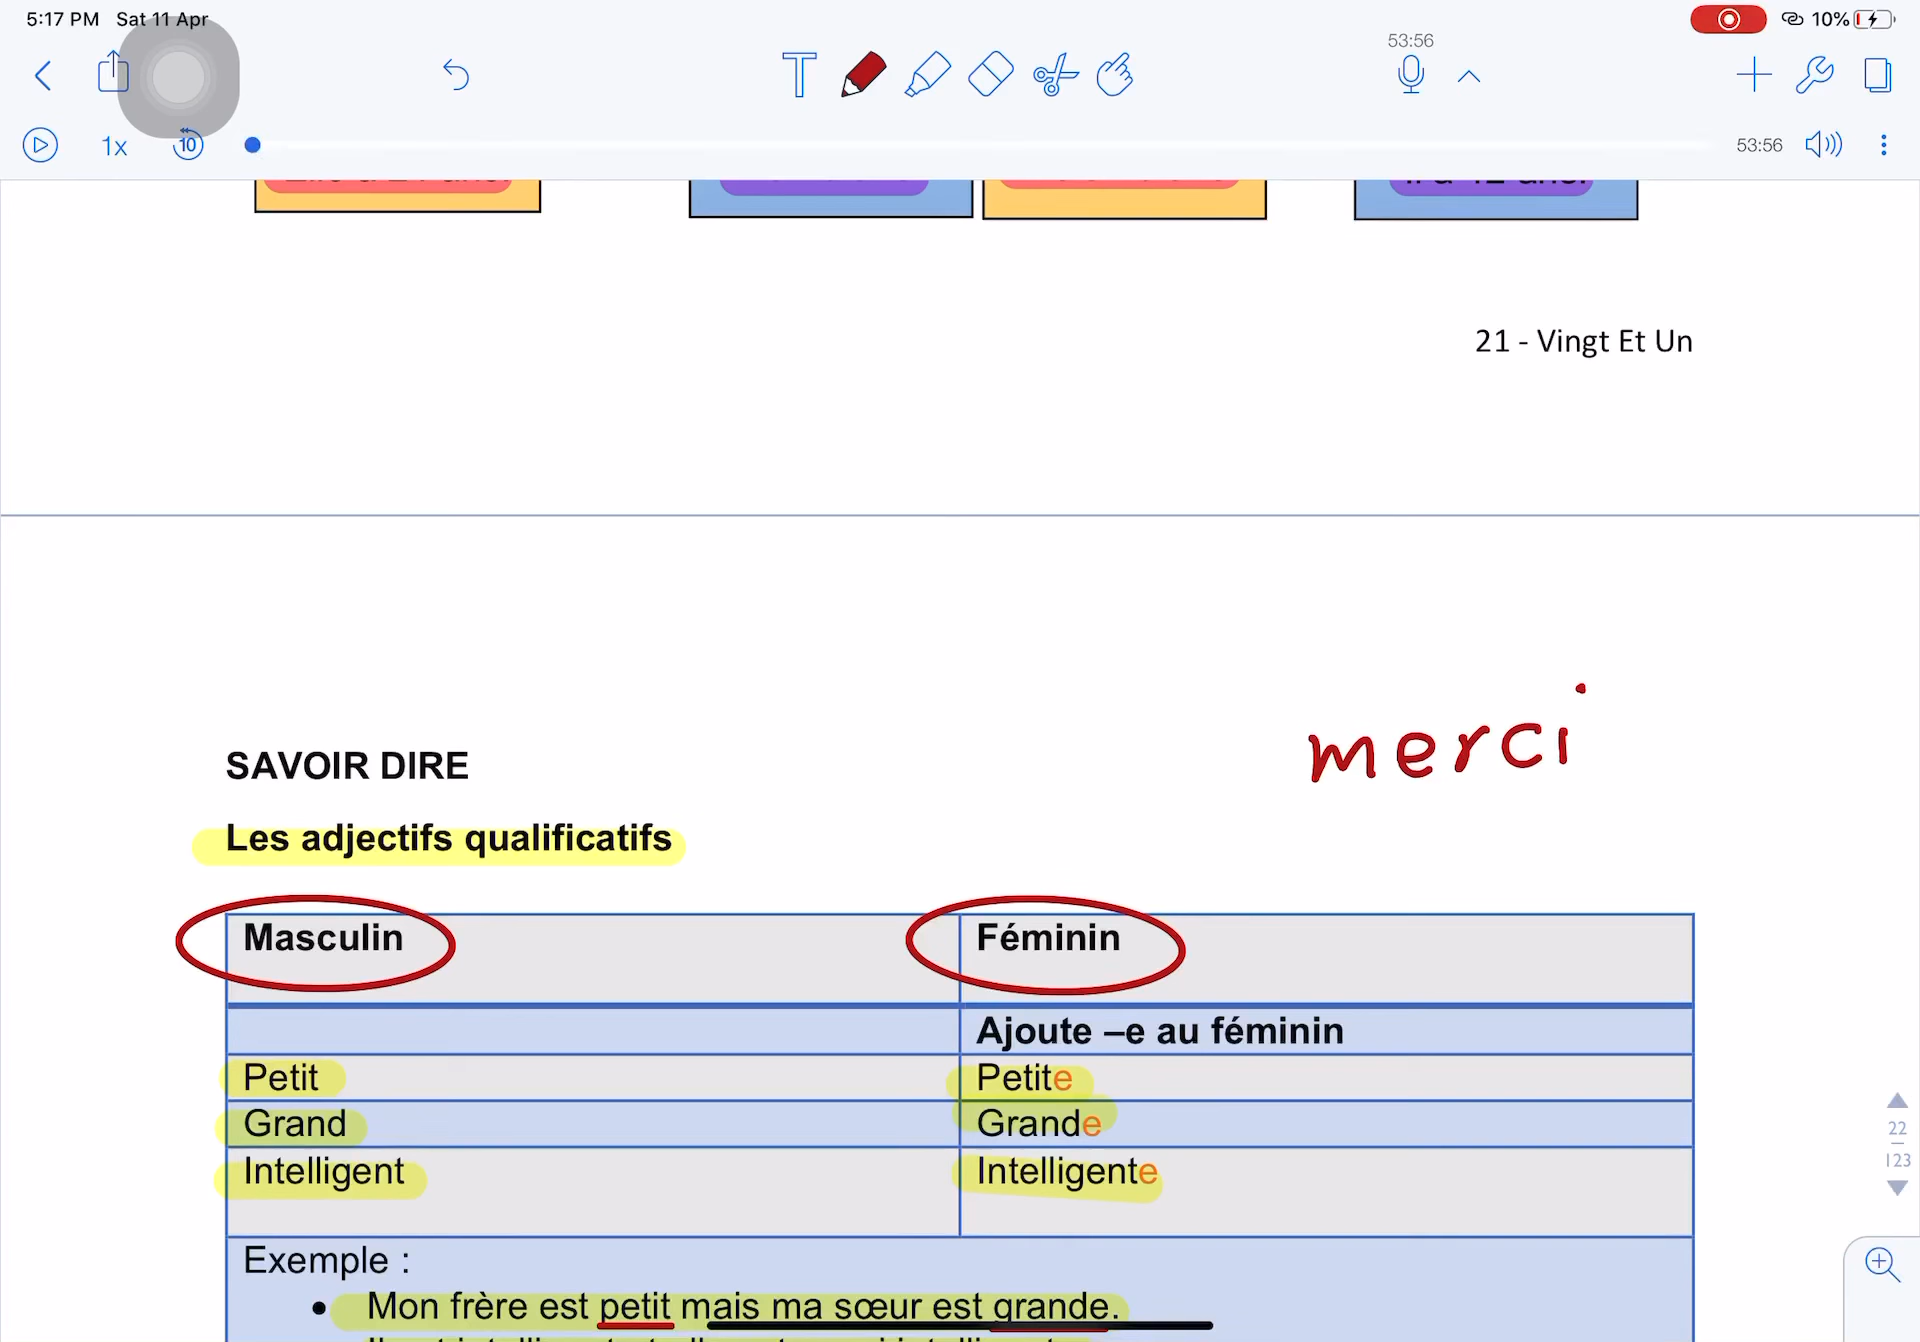 5:17 PM Sat 11 Apr
10%
53:56
1x
10
53:56
21 - Vingt Et Un
merci
SAVOIR DIRE
Les adjectifs qualificatifs
Masculin Féminin
Ajoute –e au féminin
Petit Petite
Grand Grande
Intelligent Intelligente
22
123
Exemple :
• Mon frère est petit mais ma sœur est grande.